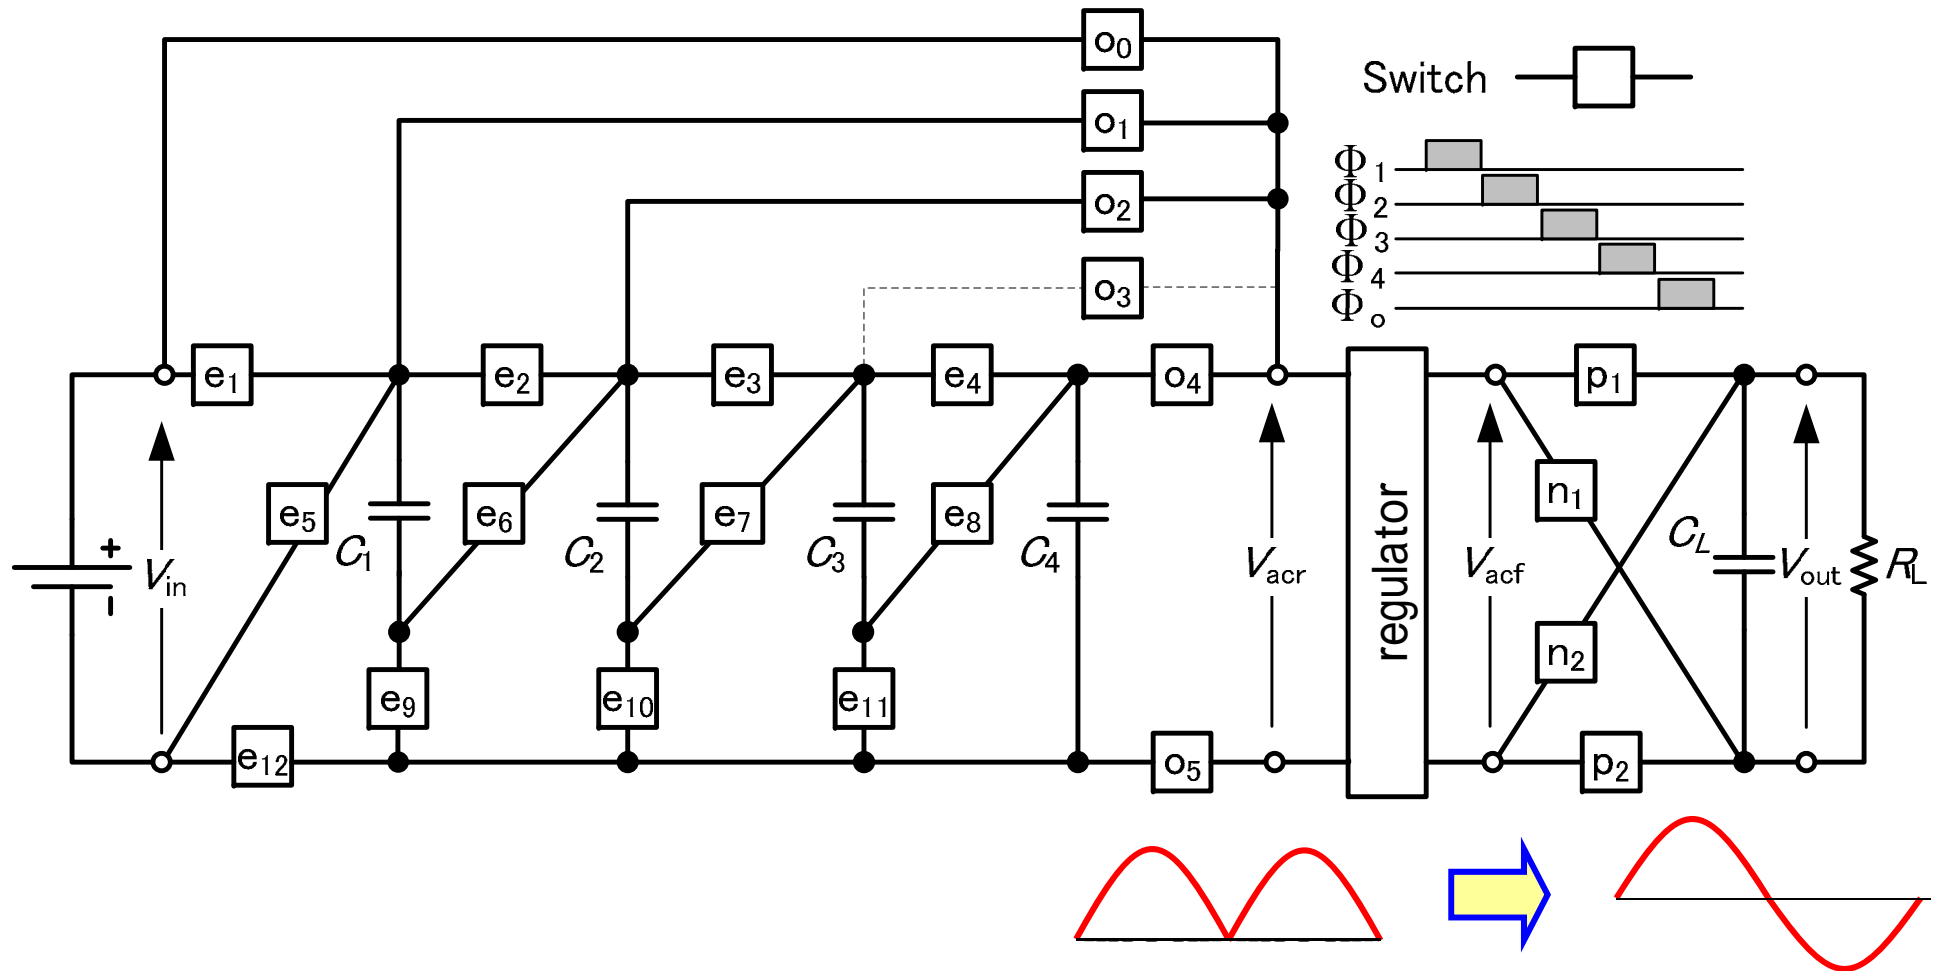 o0
o1
Switch
o2
Φ1
Φ2
Φ3
Φ4
Φo
o3
e1
e2
e3
e4
o4
p1
+
Vin
e5
C1
e6
C2
e7
C3
e8
C4
Vacr
regulator
Vacf
n1
n2
CL
Vout
RL
e9
e10
e11
e12
o5
p2